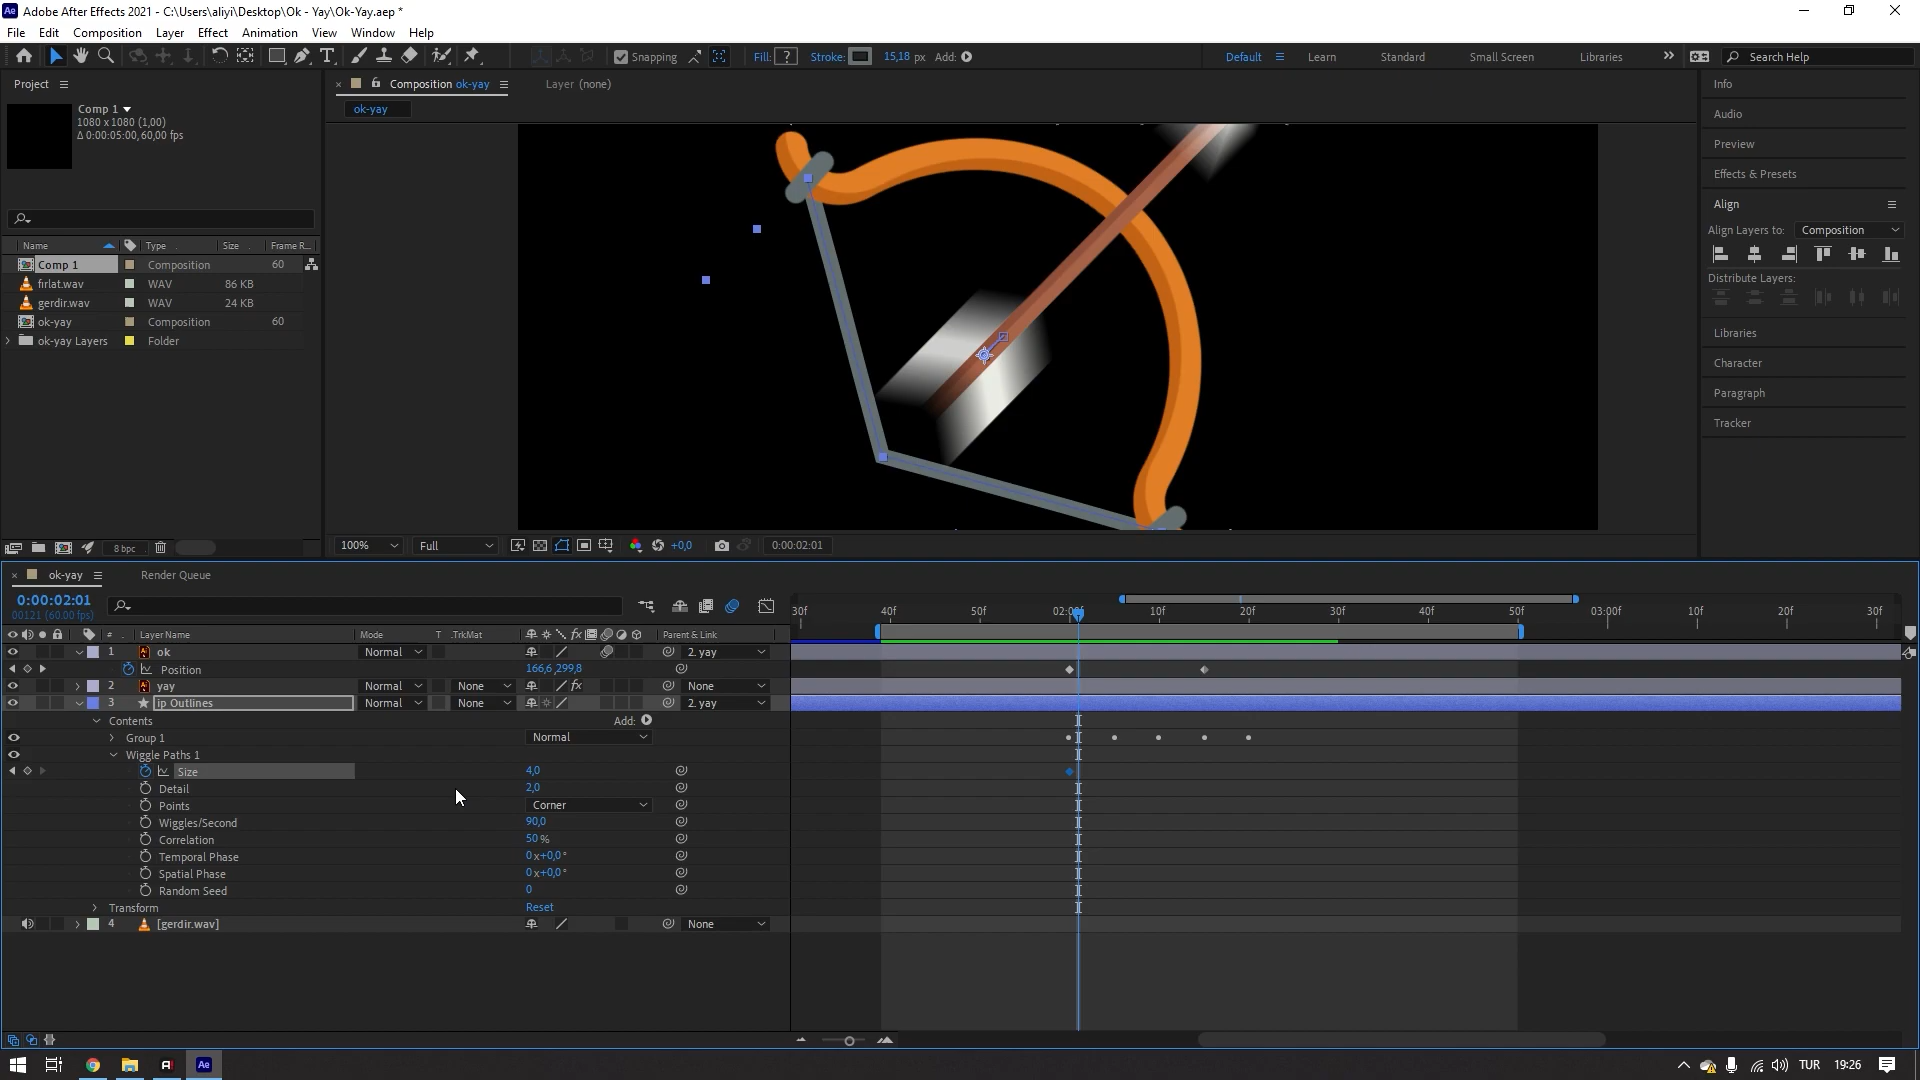 Adobe After Effects 2021 - C:\Users\aliyi\Desktop\Ok - Yay\Ok-Yay.aep *
File Edit Composition Layer Effect Animation View Window Help
Snapping Fill: ? Stroke: 15,18 px Add: Default Learn Standard Small Screen Libraries Search Help
Project
Comp 1
1080 x 1080 (1,00)
Δ 0:00:05:00, 60,00 fps
Name Type Size Frame R...
Comp 1 Composition 60
firlat.wav WAV 86 KB
gerdir.wav WAV 24 KB
ok-yay Composition 60
ok-yay Layers Folder
8 bpc
Composition ok-yay Layer (none)
ok-yay
100% Full +0,0 0:00:02:01
Info
Audio
Preview
Effects & Presets
Align
Align Layers to: Composition
Distribute Layers:
Libraries
Character
Paragraph
Tracker
ok-yay Render Queue
0:00:02:01
00121 (60.00 fps)
30f 40f 50f 02:00f 10f 20f 30f 40f 50f 03:00f 10f 20f 30f
# Layer Name Mode T .TrkMat fx Parent & Link
1 ok Normal 2. yay
Position 166,6 ,299,8
2 yay Normal None fx None
3 ip Outlines Normal None 2. yay
Contents Add:
Group 1 Normal
Wiggle Paths 1
Size 4,0
Detail 2,0
Points Corner
Wiggles/Second 90,0
Correlation 50 %
Temporal Phase 0 x+0,0 °
Spatial Phase 0 x+0,0 °
Random Seed 0
Transform Reset
4 [gerdir.wav] None
Ae TUR 19:26